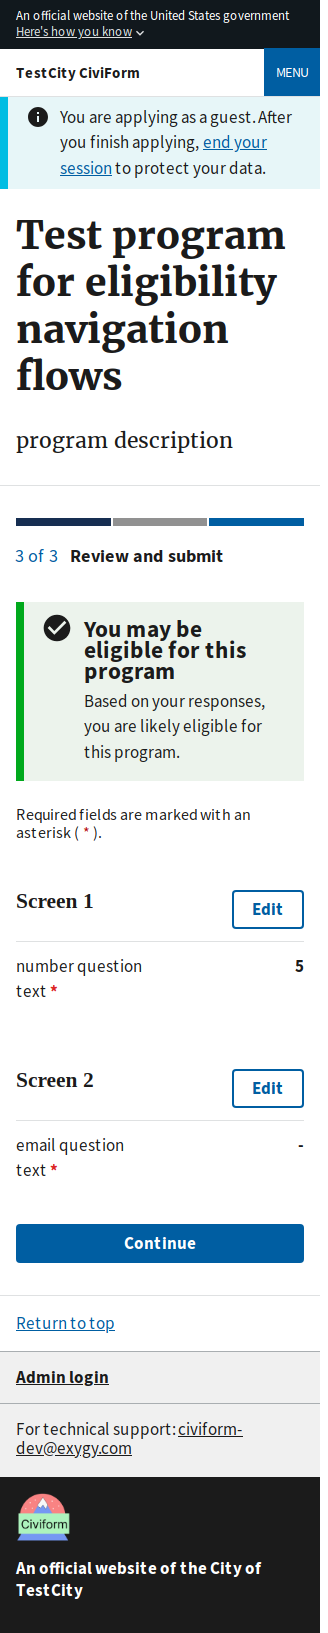 An official website of the United States government
Here's how you know
TestCity CiviForm
MENU
You are applying as a guest. After
you finish applying, end your
session to protect your data.
Test program
for eligibility
navigation
flows
program description
3 of 3 Review and submit
You may be
eligible for this
program
Based on your responses,
you are likely eligible for
this program.
Required fields are marked with an
asterisk ( * ).
Screen 1
Edit
number question
text *
5
Screen 2
Edit
email question
text *
-
Continue
Return to top
Admin login
For technical support: civiform-
dev@exygy.com
Civiform
An official website of the City of
TestCity